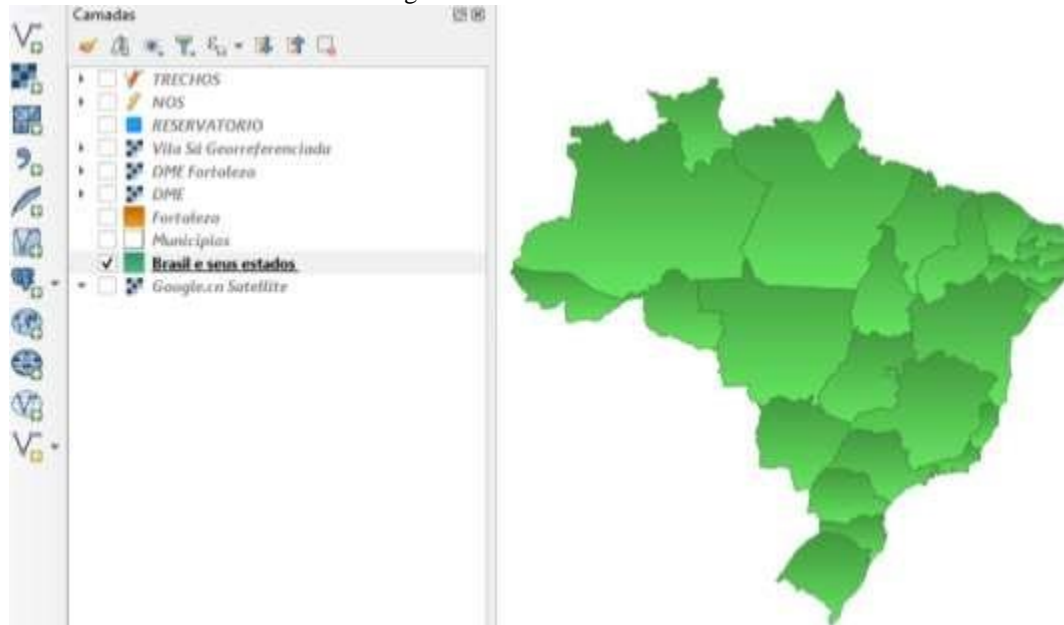 Camadas
TRECHOS
NOS
RESERVATORIO
Vila Sá Georreferenciada
DME Fortaleza
DME
Fortaleza
Municípios
Brasil e seus estados
Google.cn Satellite